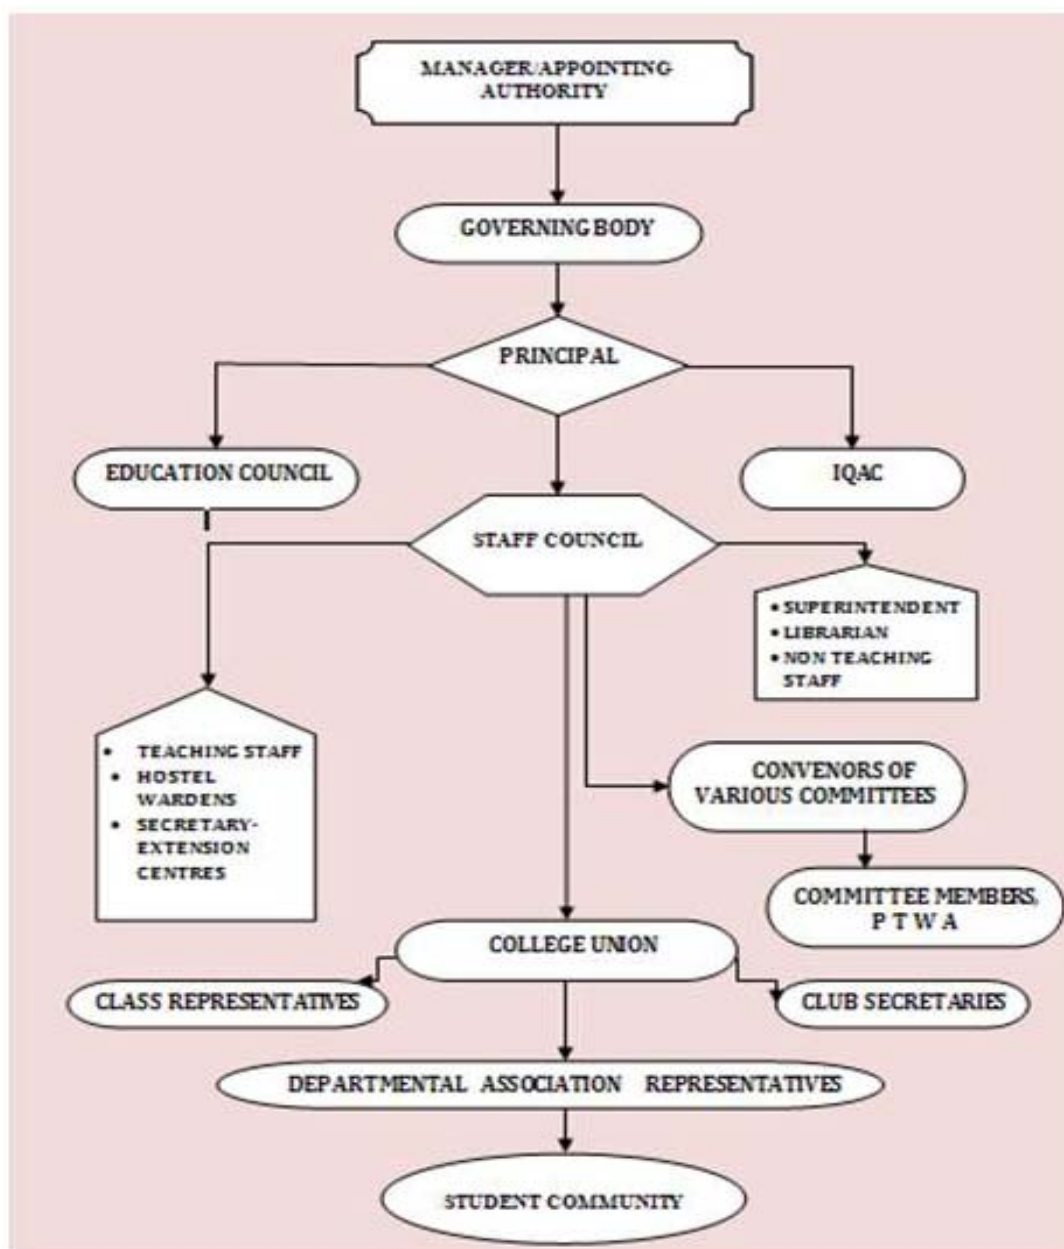 MANAGER/APPOINTING
AUTHORITY
GOVERNING BODY
PRINCIPAL
EDUCATION COUNCIL
IQAC
STAFF COUNCIL
• SUPERINTENDENT
• LIBRARIAN
• NON TEACHING
STAFF
• TEACHING STAFF
• HOSTEL
WARDENS
• SECRETARY-
EXTENSION
CENTRES
CONVENORS OF
VARIOUS COMMITTEES
COMMITTEE MEMBERS,
P T W A
COLLEGE UNION
CLASS REPRESENTATIVES
CLUB SECRETARIES
DEPARTMENTAL ASSOCIATION REPRESENTATIVES
STUDENT COMMUNITY